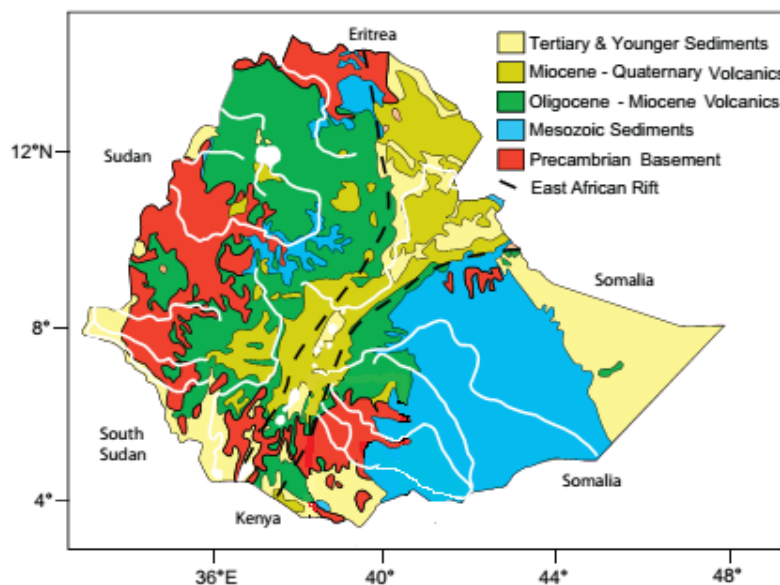 Eritrea
Tertiary & Younger Sediments
Miocene - Quaternary Volcanics
Oligocene - Miocene Volcanics
Mesozoic Sediments
Precambrian Basement
East African Rift
12°N
Sudan
Somalia
8°
South
Sudan
Somalia
4°
Kenya
36°E
40°
44°
48°